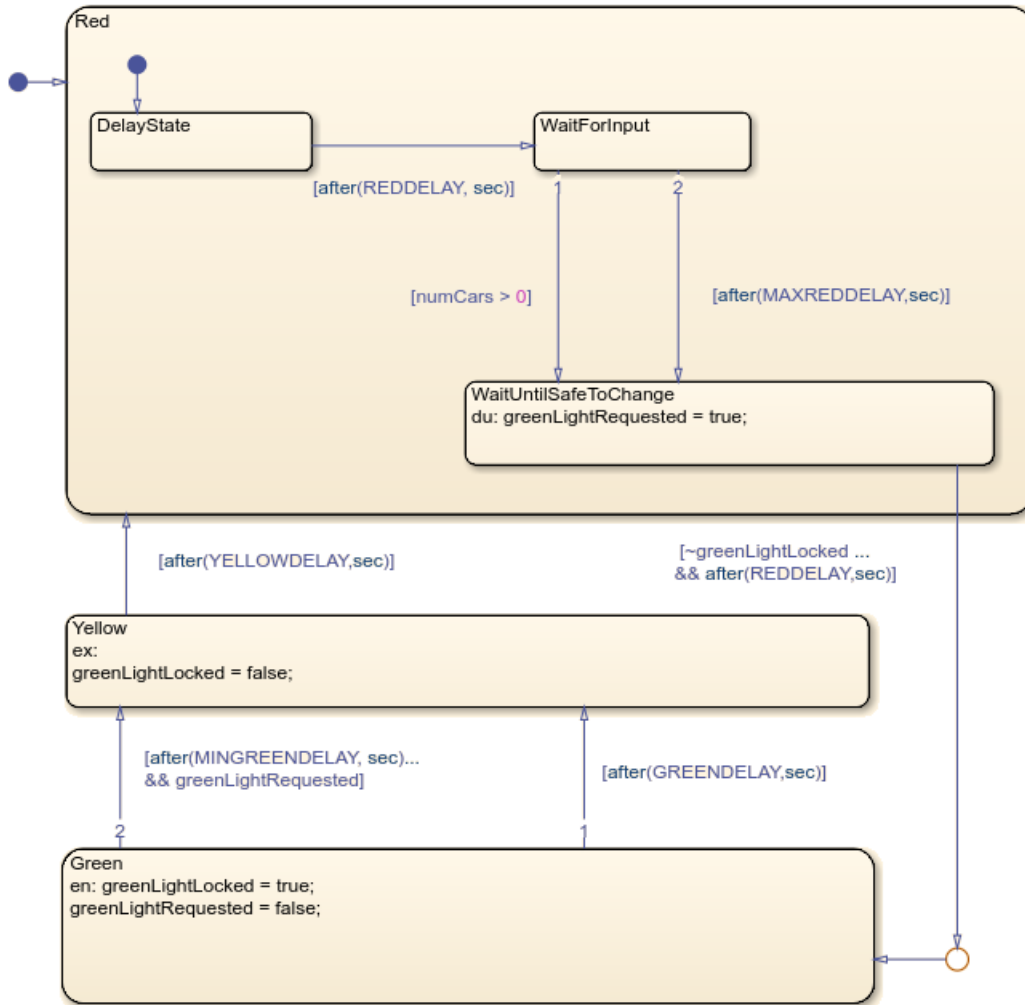 Red
DelayState
WaitForInput
[after(REDDELAY, sec)]
1
2
[numCars > 0]
[after(MAXREDDELAY,sec)]
WaitUntilSafeToChange
du: greenLightRequested = true;
[~greenLightLocked ...
&& after(REDDELAY,sec)]
[after(YELLOWDELAY,sec)]
Yellow
ex:
greenLightLocked = false;
[after(MINGREENDELAY, sec)...
&& greenLightRequested]
[after(GREENDELAY,sec)]
2
1
Green
en: greenLightLocked = true;
greenLightRequested = false;